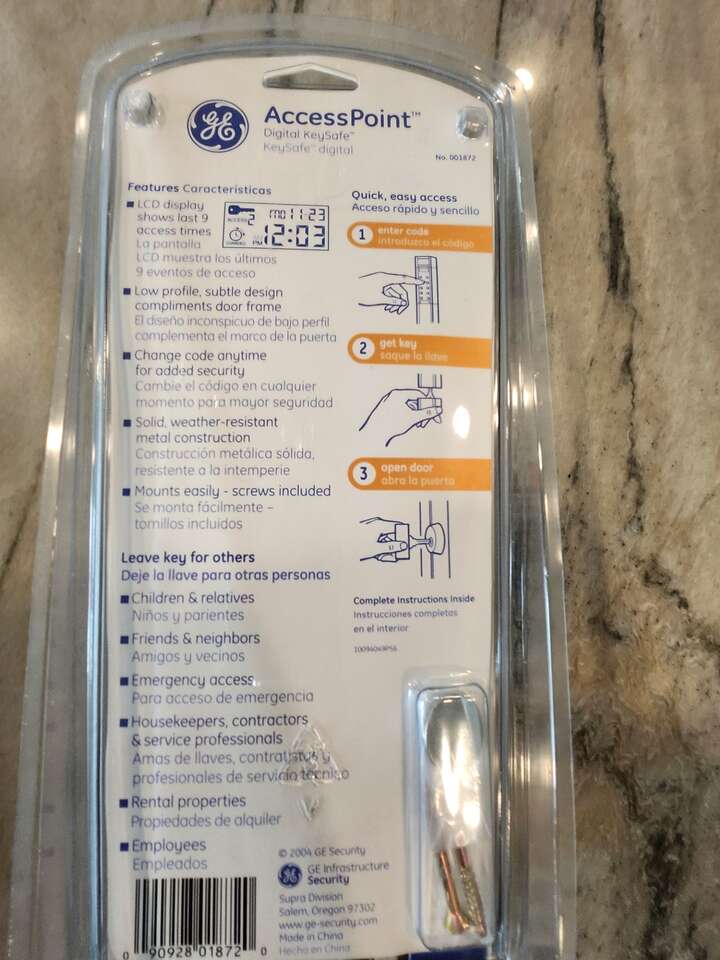 GE
AccessPoint™
Digital KeySafe™
KeySafe™ digital
No. 001872
Features Características
LCD display
shows last 9
access times
La pantalla
LCD muestra los últimos
9 eventos de acceso
ACCESS 2
mo 11-23
PM 12:03
Low profile, subtle design
compliments door frame
El diseño inconspicuo de bajo perfil
complementa el marco de la puerta
Change code anytime
for added security
Cambie el código en cualquier
momento para mayor seguridad
Solid, weather-resistant
metal construction
Construcción metálica sólida,
resistente a la intemperie
Mounts easily - screws included
Se monta fácilmente –
tornillos incluidos
Leave key for others
Deje la llave para otras personas
Children & relatives
Niños y parientes
Friends & neighbors
Amigos y vecinos
Emergency access
Para acceso de emergencia
Housekeepers, contractors
& service professionals
Amas de llaves, contratistas y
profesionales de servicio técnico
Rental properties
Propiedades de alquiler
Employees
Empleados
0 90928 01872 0
Quick, easy access
Acceso rápido y sencillo
1 enter code
introduzca el código
2 get key
saque la llave
3 open door
abra la puerta
Complete Instructions Inside
Instrucciones completas
en el interior
© 2004 GE Security
GE Infrastructure
Security
Supra Division
Salem, Oregon 97302
www.ge-security.com
Made in China
Hecho en China